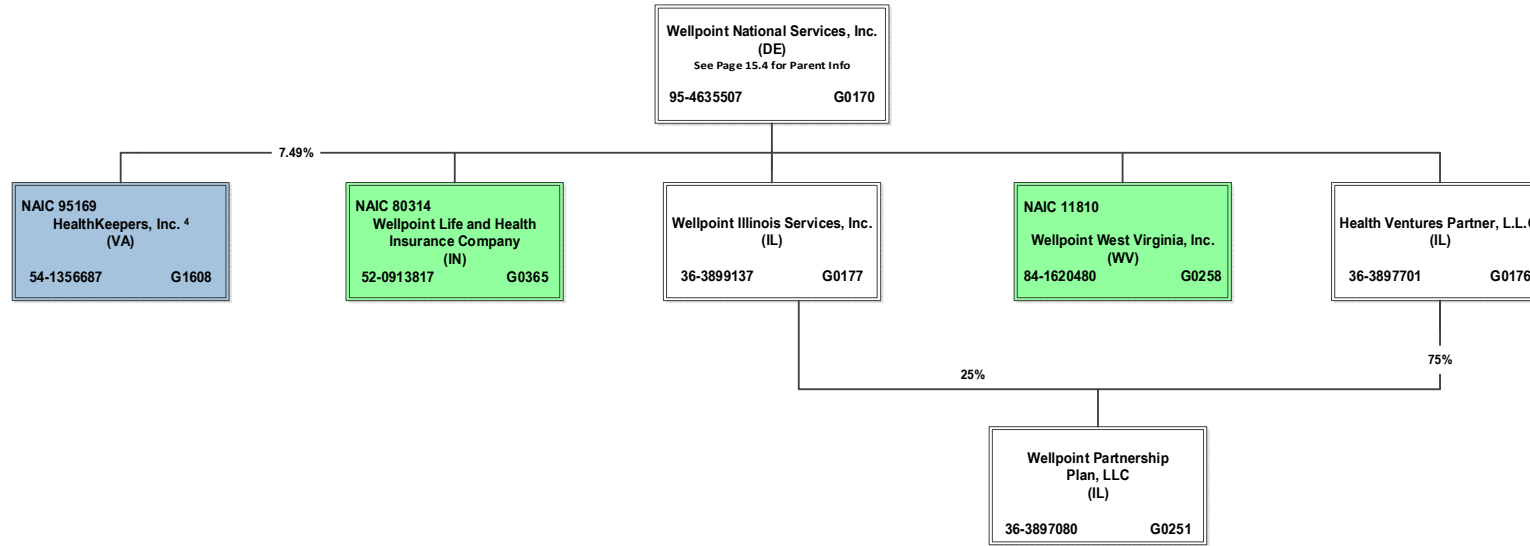 Wellpoint National Services, Inc.
(DE)
See Page 15.4 for Parent Info
95-4635507 G0170
7.49%
NAIC 95169
HealthKeepers, Inc. ⁴
(VA)
54-1356687 G1608
NAIC 80314
Wellpoint Life and Health
Insurance Company
(IN)
52-0913817 G0365
Wellpoint Illinois Services, Inc.
(IL)
36-3899137 G0177
NAIC 11810
Wellpoint West Virginia, Inc.
(WV)
84-1620480 G0258
Health Ventures Partner, L.L.C
(IL)
36-3897701 G0176
25%
75%
Wellpoint Partnership
Plan, LLC
(IL)
36-3897080 G0251